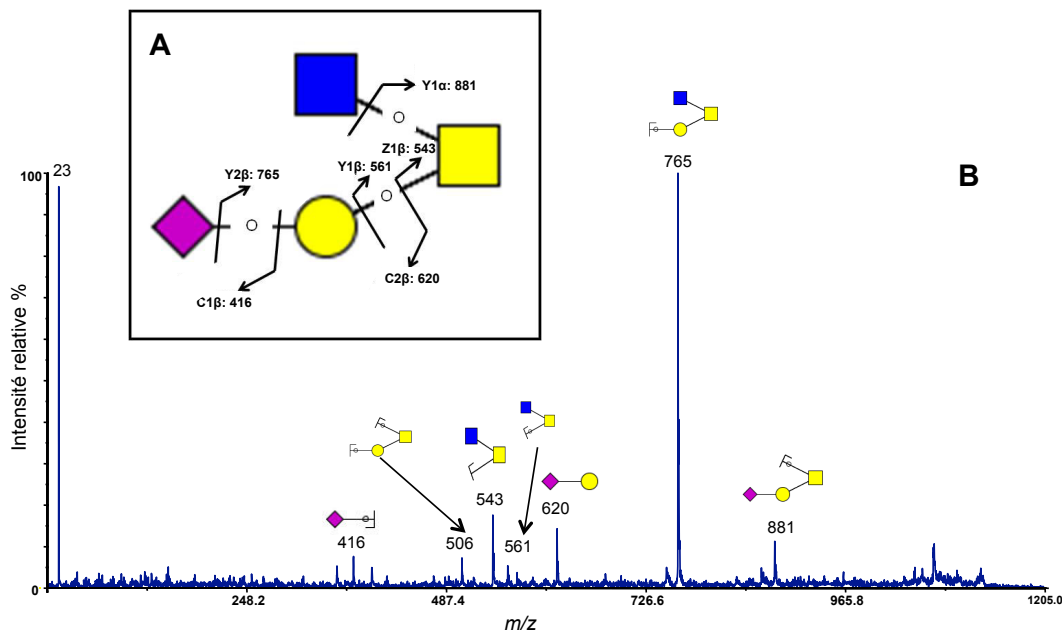 A
Y1α: 881
Z1β: 543
Y1β: 561
Y2β: 765
C2β: 620
C1β: 416
B
765
100
23
Intensité relative %
543
620
881
416
506
561
0
248.2
487.4
726.6
965.8
1205.0
m/z